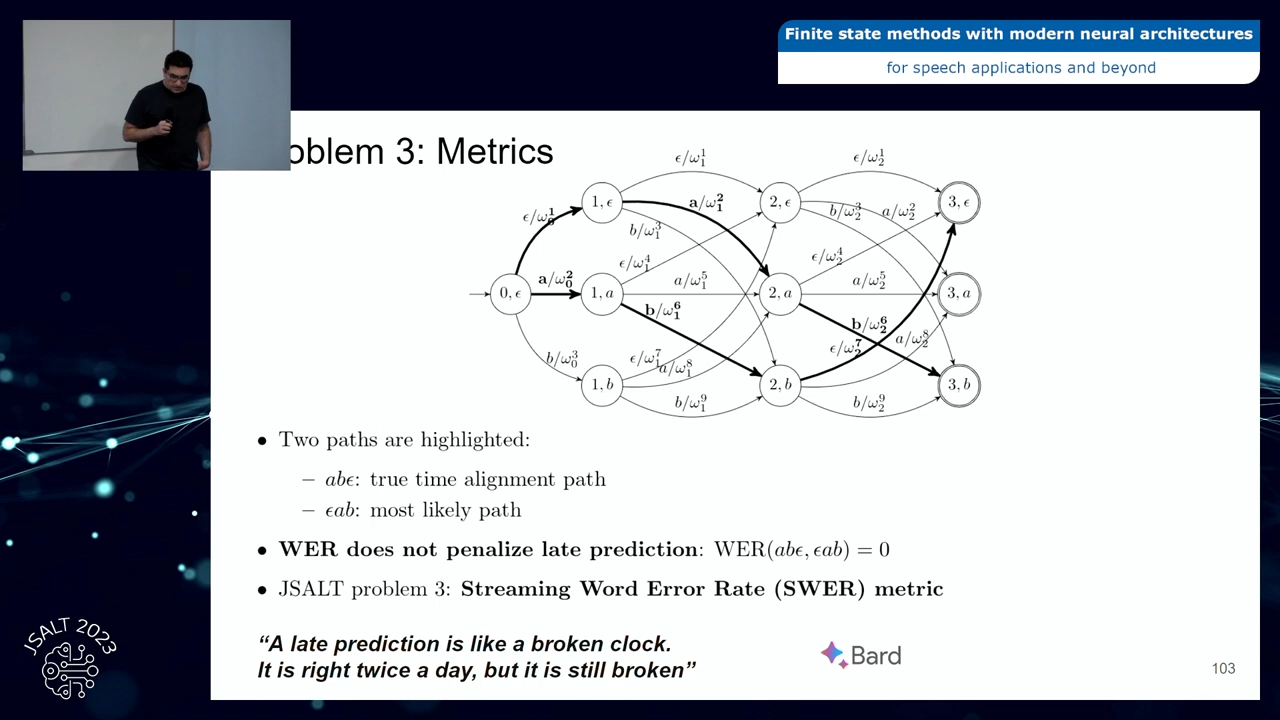 Finite state methods with modern neural architectures
for speech applications and beyond
oblem 3: Metrics
ϵ/ω₁¹
ϵ/ω₂¹
1, ϵ
2, ϵ
3, ϵ
ϵ/ω₀¹
a/ω₁²
b/ω₂³
a/ω₂²
b/ω₁³
ϵ/ω₁⁴
ϵ/ω₂⁴
0, ϵ
a/ω₀²
1, a
a/ω₁⁵
2, a
a/ω₂⁵
3, a
b/ω₁⁶
b/ω₂⁶
b/ω₀³
ϵ/ω₁⁷
a/ω₁⁸
ϵ/ω₂⁷
a/ω₂⁸
1, b
2, b
3, b
b/ω₁⁹
b/ω₂⁹
• Two paths are highlighted:
– abϵ: true time alignment path
– ϵab: most likely path
• WER does not penalize late prediction: WER(abϵ, ϵab) = 0
• JSALT problem 3: Streaming Word Error Rate (SWER) metric
“A late prediction is like a broken clock.
It is right twice a day, but it is still broken”
Bard
JSALT 2023
103